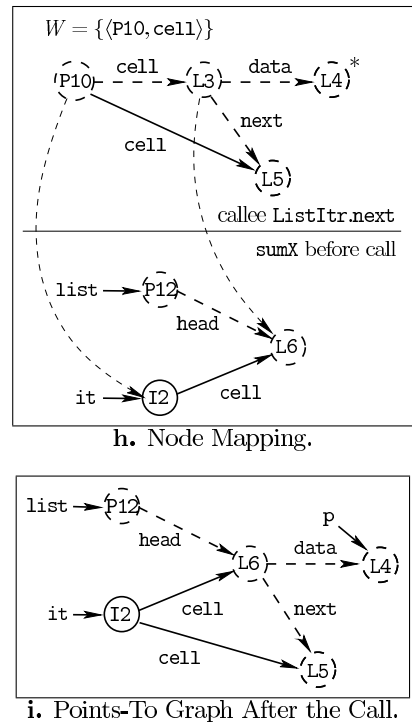 W = {⟨P10, cell⟩}
P10 cell L3 data L4 *
next
cell
L5
callee ListItr.next
sumX before call
list P12
head
L6
it I2 cell
h. Node Mapping.
list P12 p
head L6 data L4
it I2 cell next
cell L5
i. Points-To Graph After the Call.